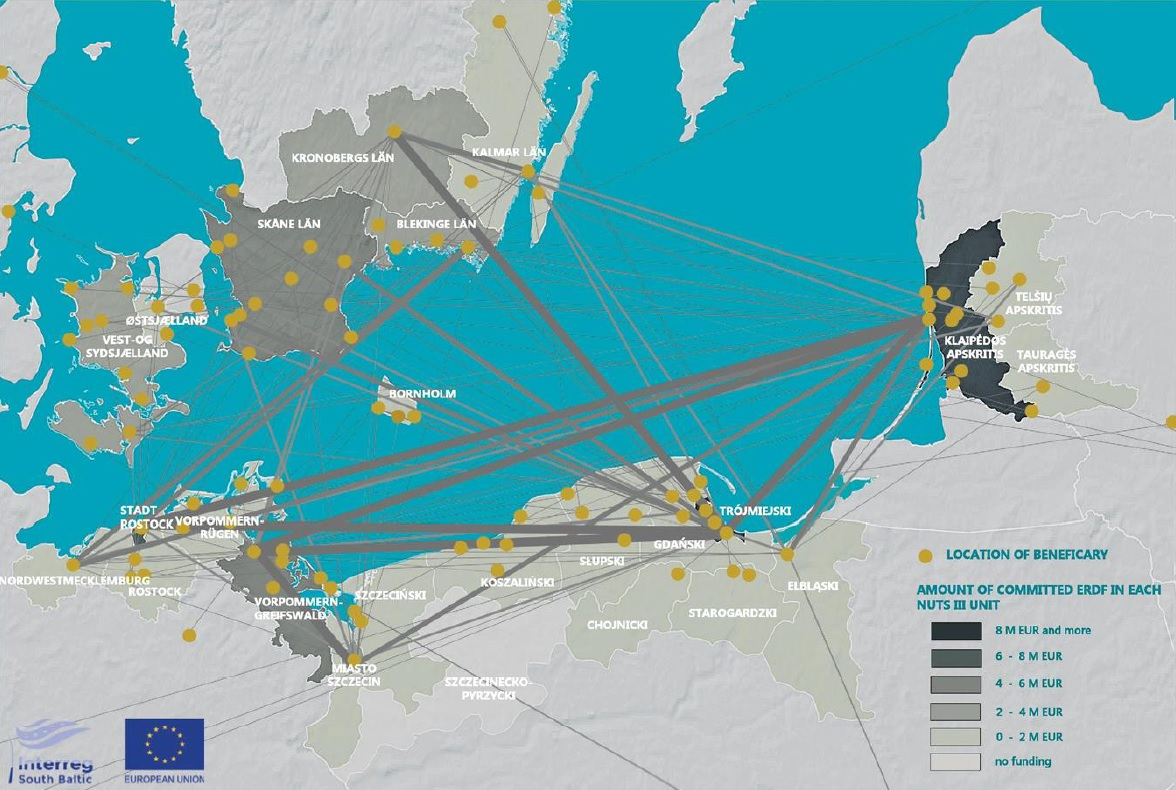 KALMAR LÄN
KRONOBERGS LÄN
SKÅNE LÄN
BLEKINGE LÄN
TELŠIŲ
APSKRITIS
ØSTSJÆLLAND
VEST-OG
SYDSJÆLLAND
KLAIPĖDOS
APSKRITIS
TAURAGĖS
APSKRITIS
BORNHOLM
STADT
ROSTOCK
VORPOMMERN-
RÜGEN
TRÓJMIEJSKI
GDAŃSKI
SŁUPSKI
NORDWESTMECKLEMBURG
ROSTOCK
KOSZALIŃSKI
ELBLĄSKI
VORPOMMERN-
GREIFSWALD
SZCZECIŃSKI
STAROGARDZKI
CHOJNICKI
MIASTO
SZCZECIN
SZCZECINECKO-
PYRZYCKI
LOCATION OF BENEFICARY
AMOUNT OF COMMITTED ERDF IN EACH
NUTS III UNIT
8 M EUR and more
6 - 8 M EUR
4 - 6 M EUR
2 - 4 M EUR
0 - 2 M EUR
no funding
Interreg
South Baltic
EUROPEAN UNION